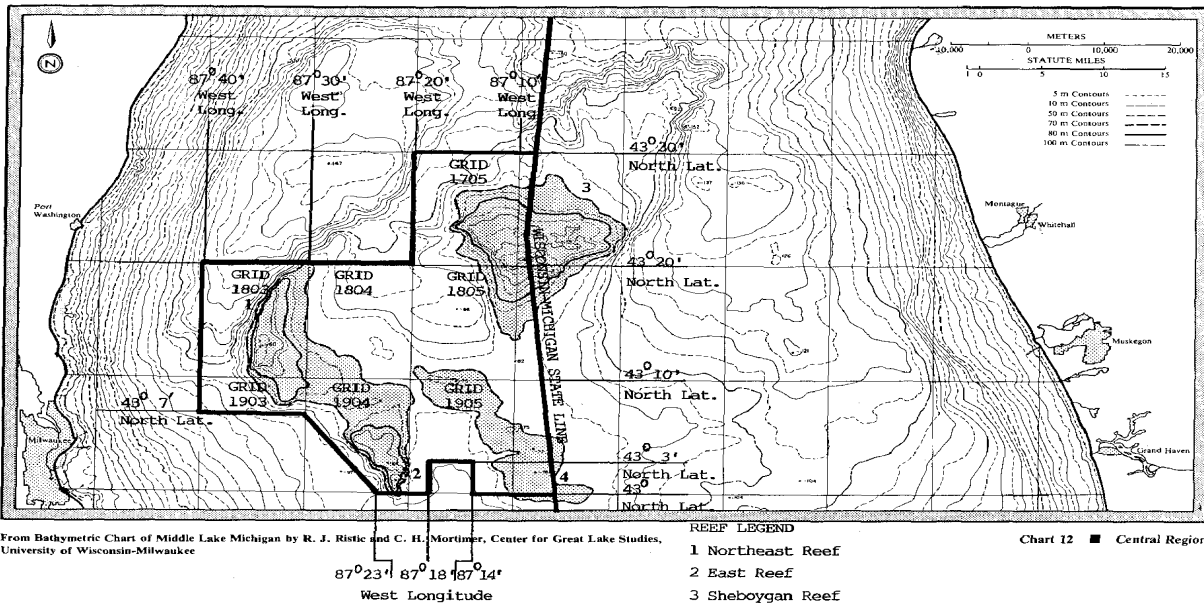 N
87° 40'
West
Long.
87° 30'
West
Long.
87° 20'
West
Long.
87° 10'
West
Long.
METERS
10,000 0 10,000 20,000
STATUTE MILES
1 0 5 10 15
5 m Contours
10 m Contours
50 m Contours
70 m Contours
80 m Contours
100 m Contours
43° 30'
North Lat.
GRID
1705
3
Port
Washington
Montague
Whitehall
43° 20'
North Lat.
GRID
1803
1
GRID
1804
GRID
1805
WISCONSIN-MICHIGAN STATE LINE
Muskegon
43° 10'
North Lat.
GRID
1903
GRID
1904
GRID
1905
43° 7'
North Lat.
Milwaukee
2
4
43° 3'
North Lat.
43°
North Lat.
Grand Haven
From Bathymetric Chart of Middle Lake Michigan by R. J. Ristic and C. H. Mortimer, Center for Great Lake Studies,
University of Wisconsin-Milwaukee
87° 23' 87° 18' 87° 14'
West Longitude
REEF LEGEND
1 Northeast Reef
2 East Reef
3 Sheboygan Reef
Chart 12 ■ Central Region